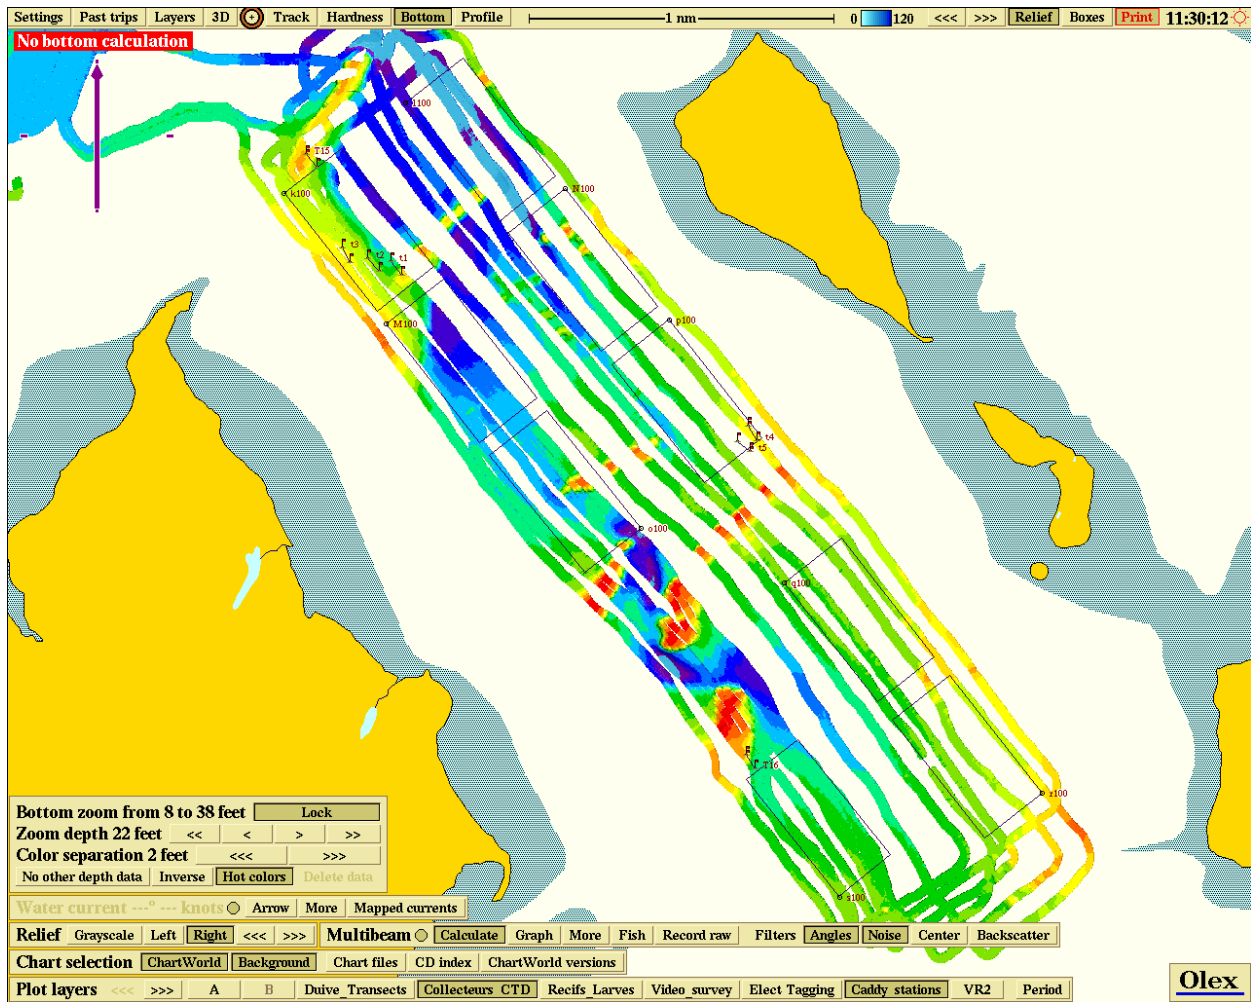 Settings Past trips Layers 3D Track Hardness Bottom Profile 1 nm 0 120 <<< >>> Relief Boxes Print 11:30:12
No bottom calculation
l100
T15
k100
N100
t3
t2 t1
M100
p100
t4
t5
o100
q100
T16
r100
s100
Bottom zoom from 8 to 38 feet Lock
Zoom depth 22 feet << < > >>
Color separation 2 feet <<< >>>
No other depth data Inverse Hot colors Delete data
Water current ---° --- knots Arrow More Mapped currents
Relief Grayscale Left Right <<< >>> Multibeam Calculate Graph More Fish Record raw Filters Angles Noise Center Backscatter
Chart selection ChartWorld Background Chart files CD index ChartWorld versions
Plot layers <<< >>> A B Duive_Transects Collecteurs CTD Recifs_Larves Video_survey Elect Tagging Caddy stations VR2 Period
Olex